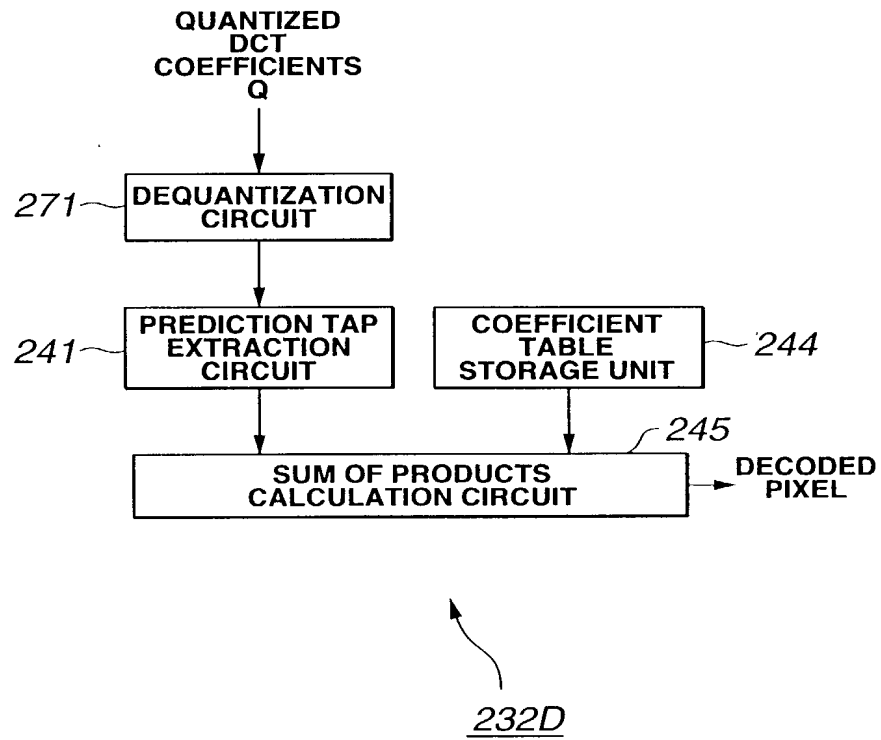 QUANTIZED
DCT
COEFFICIENTS
Q
271
DEQUANTIZATION
CIRCUIT
241
PREDICTION TAP
EXTRACTION
CIRCUIT
COEFFICIENT
TABLE
STORAGE UNIT
244
245
SUM OF PRODUCTS
CALCULATION CIRCUIT
DECODED
PIXEL
232D